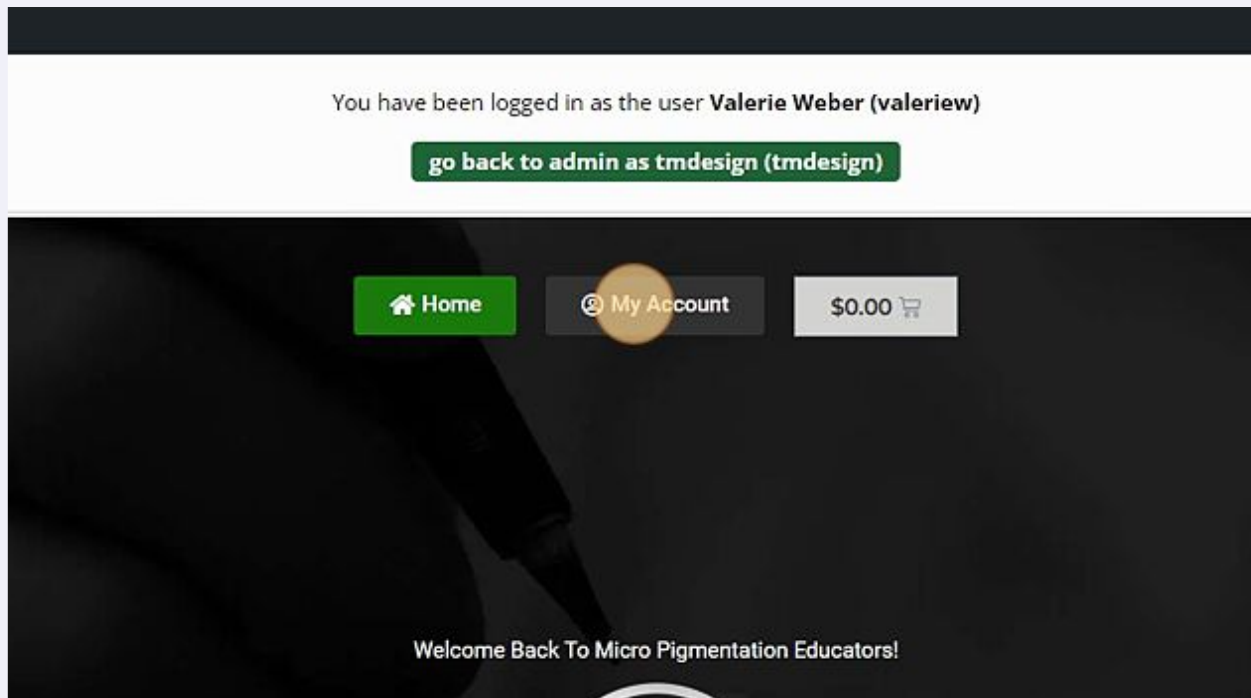 You have been logged in as the user Valerie Weber (valeriew)
go back to admin as tmdesign (tmdesign)
Home
My Account
$0.00
Welcome Back To Micro Pigmentation Educators!